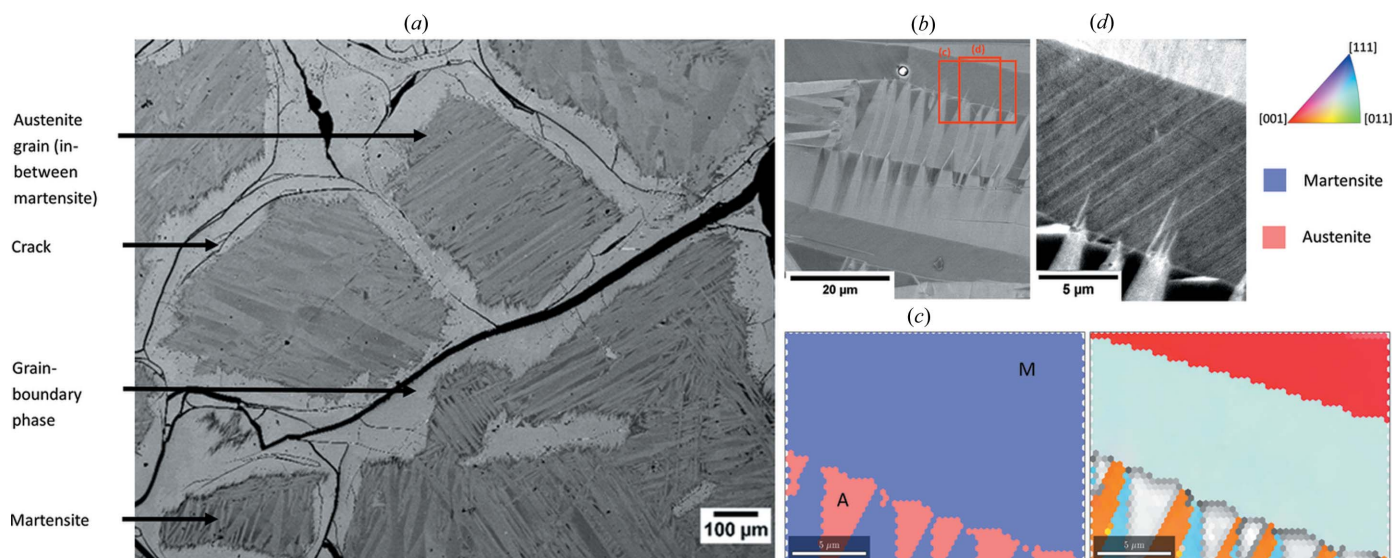 (a)
Austenite
grain (in-
between
martensite)
Crack
Grain-
boundary
phase
Martensite
100 µm
(b)
(c)
(d)
20 µm
(d)
5 µm
[111]
[001]
[011]
Martensite
Austenite
(c)
M
A
5 µm
5 µm